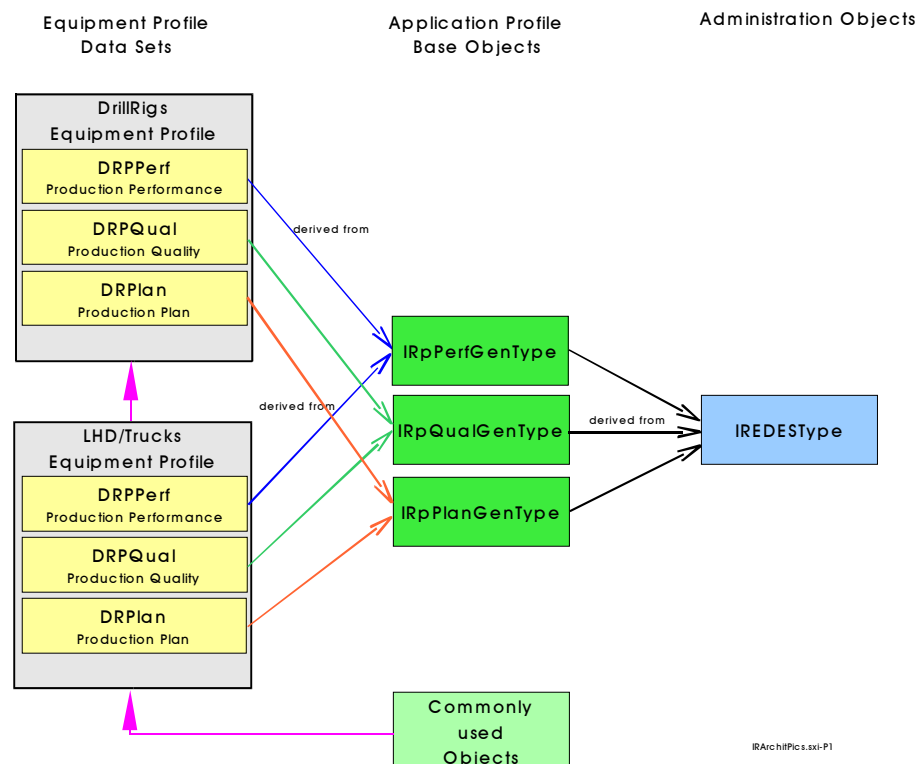 Equipment Profile
Data Sets
Application Profile
Base Objects
Administration Objects
DrillRigs
Equipment Profile
DRPPerf
Production Performance
DRPQual
Production Quality
DRPlan
Production Plan
derived from
derived from
IRpPerfGenType
IRpQualGenType
IRpPlanGenType
derived from
IREDESType
LHD/Trucks
Equipment Profile
DRPPerf
Production Performance
DRPQual
Production Quality
DRPlan
Production Plan
Commonly
used
Objects
IRArchitPics.sxi-P1